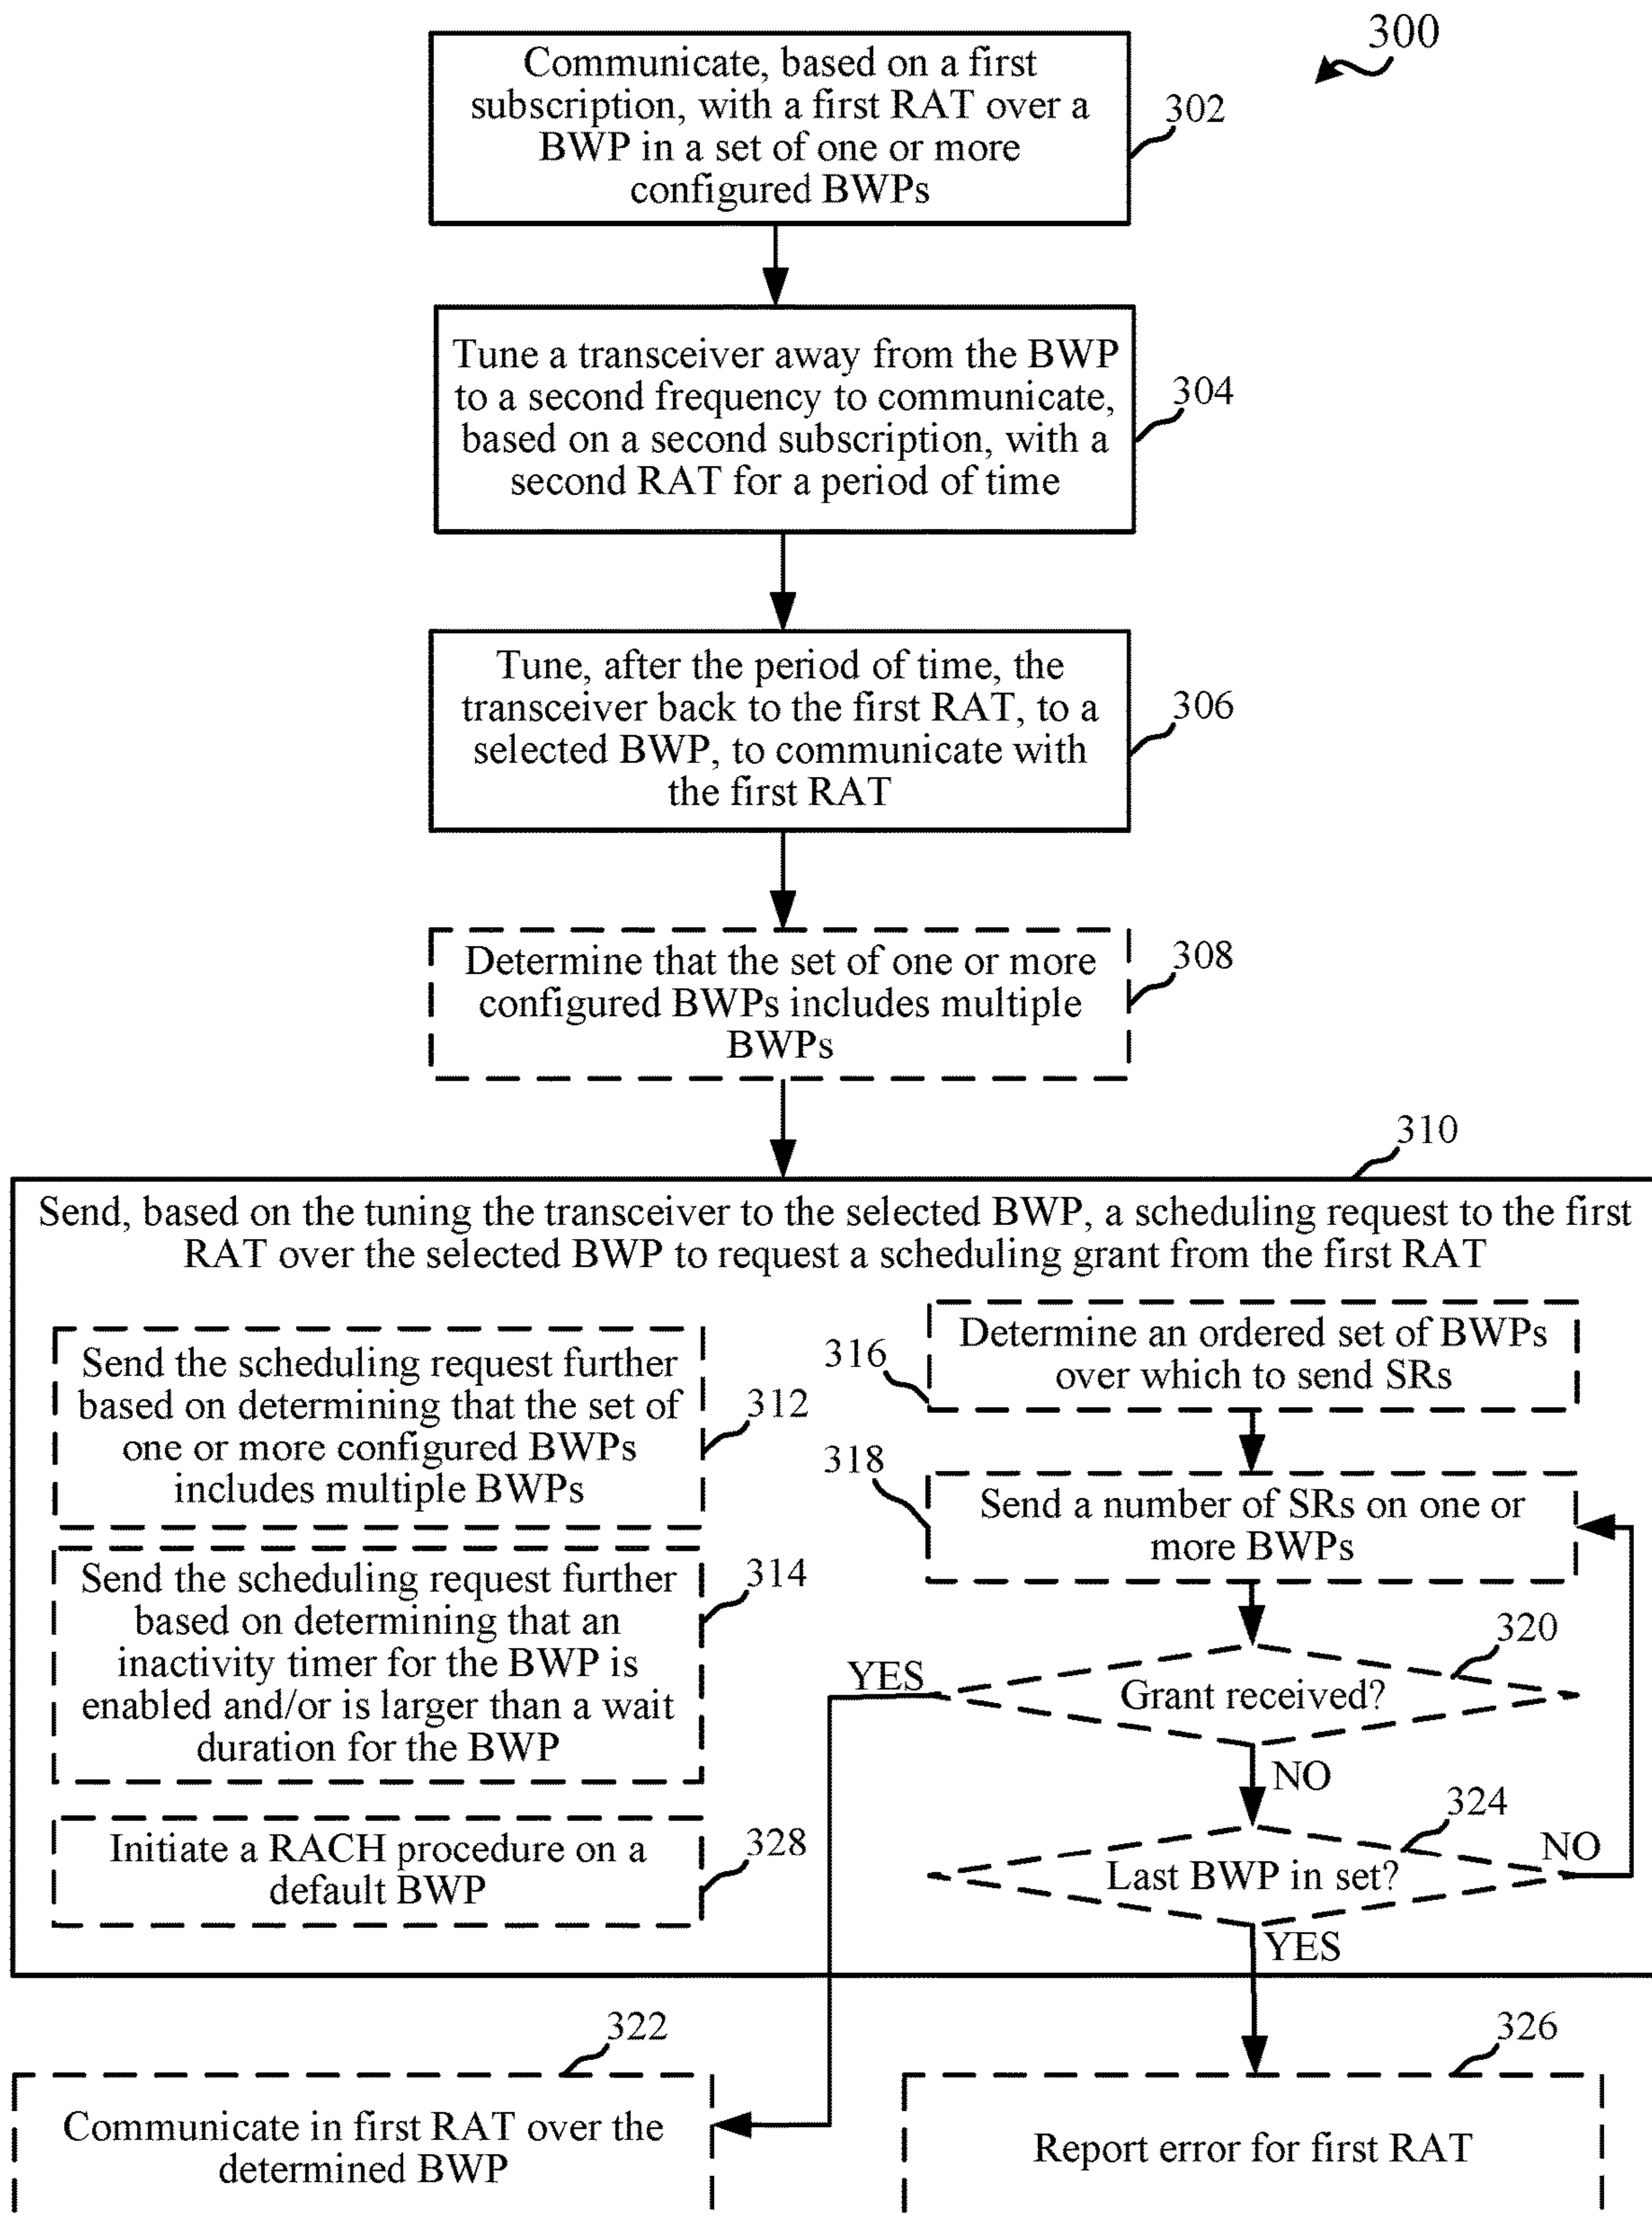 300
Communicate, based on a first
subscription, with a first RAT over a
BWP in a set of one or more
configured BWPs
302
Tune a transceiver away from the BWP
to a second frequency to communicate,
based on a second subscription, with a
second RAT for a period of time
304
Tune, after the period of time, the
transceiver back to the first RAT, to a
selected BWP, to communicate with
the first RAT
306
Determine that the set of one or more
configured BWPs includes multiple
BWPs
308
310
Send, based on the tuning the transceiver to the selected BWP, a scheduling request to the first
RAT over the selected BWP to request a scheduling grant from the first RAT
Send the scheduling request further
based on determining that the set of
one or more configured BWPs
includes multiple BWPs
312
Send the scheduling request further
based on determining that an
inactivity timer for the BWP is
enabled and/or is larger than a wait
duration for the BWP
314
Initiate a RACH procedure on a
default BWP
328
316
Determine an ordered set of BWPs
over which to send SRs
318
Send a number of SRs on one or
more BWPs
320
Grant received?
YES
NO
324
Last BWP in set?
NO
YES
322
Communicate in first RAT over the
determined BWP
326
Report error for first RAT